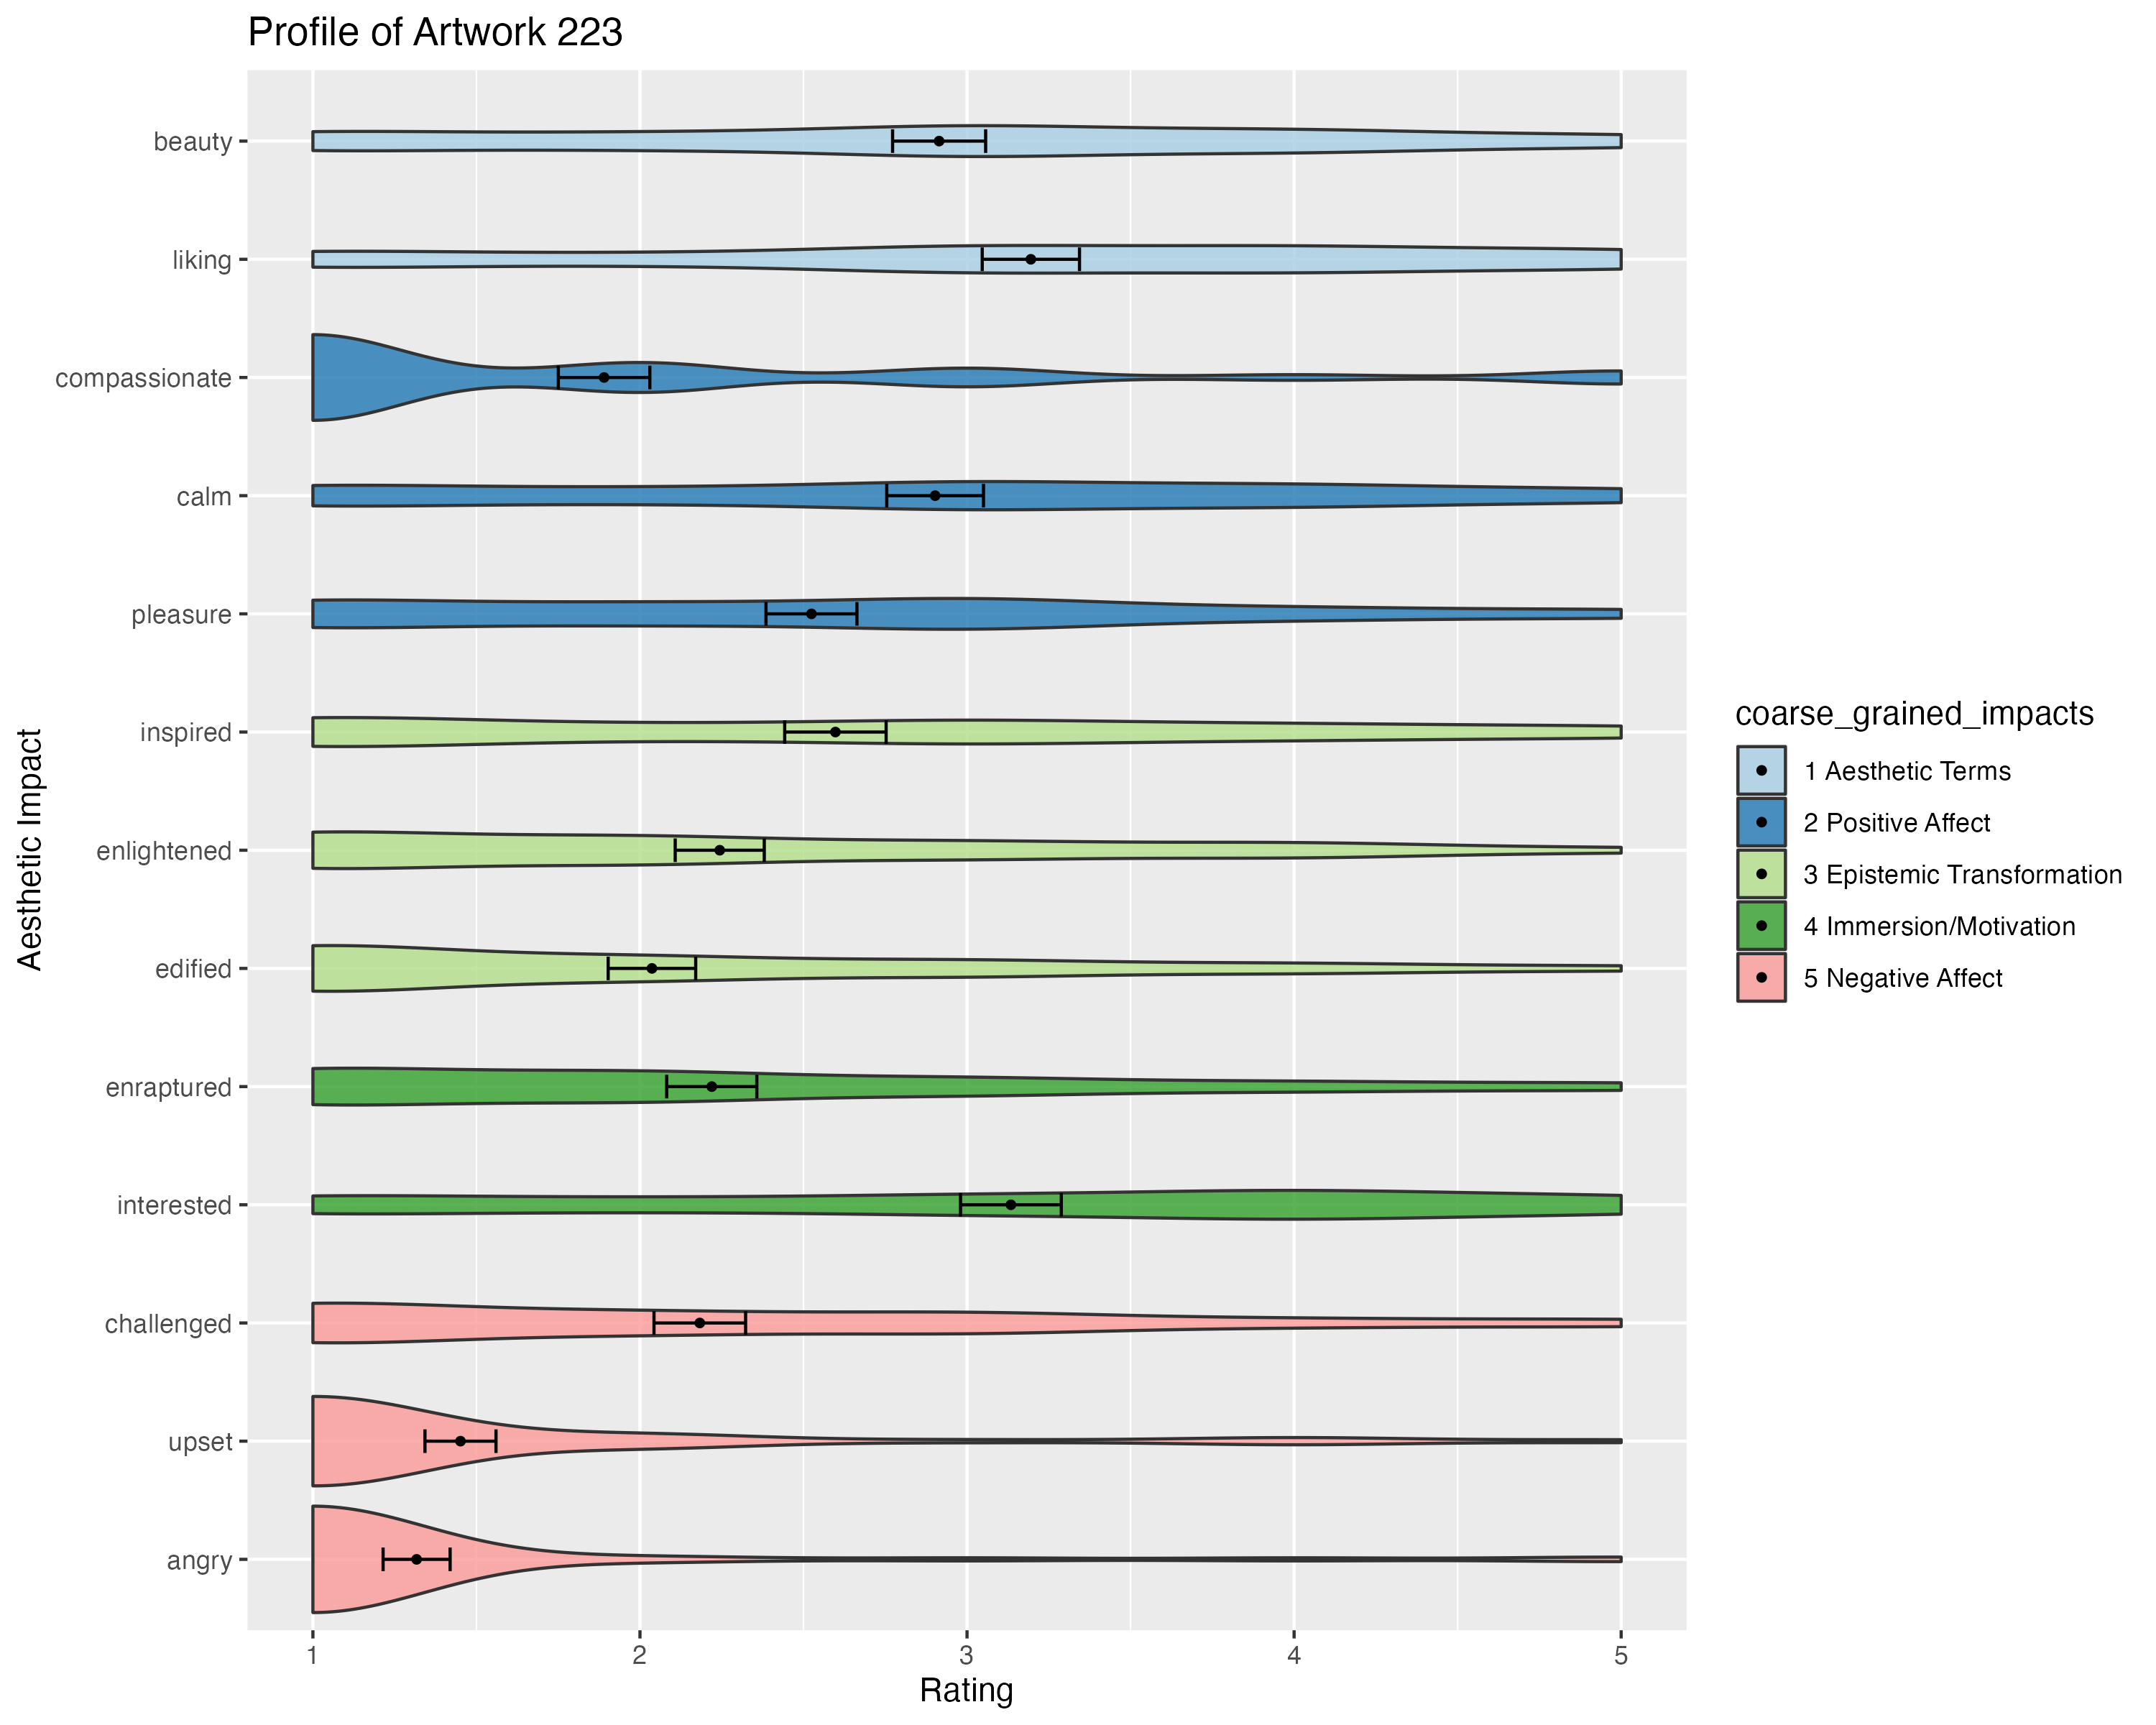 Profile of Artwork 223
beauty
liking
compassionate
calm
pleasure
inspired
enlightened
edified
enraptured
interested
challenged
upset
angry
Aesthetic Impact
1 2 3 4 5
Rating
coarse_grained_impacts
1 Aesthetic Terms
2 Positive Affect
3 Epistemic Transformation
4 Immersion/Motivation
5 Negative Affect